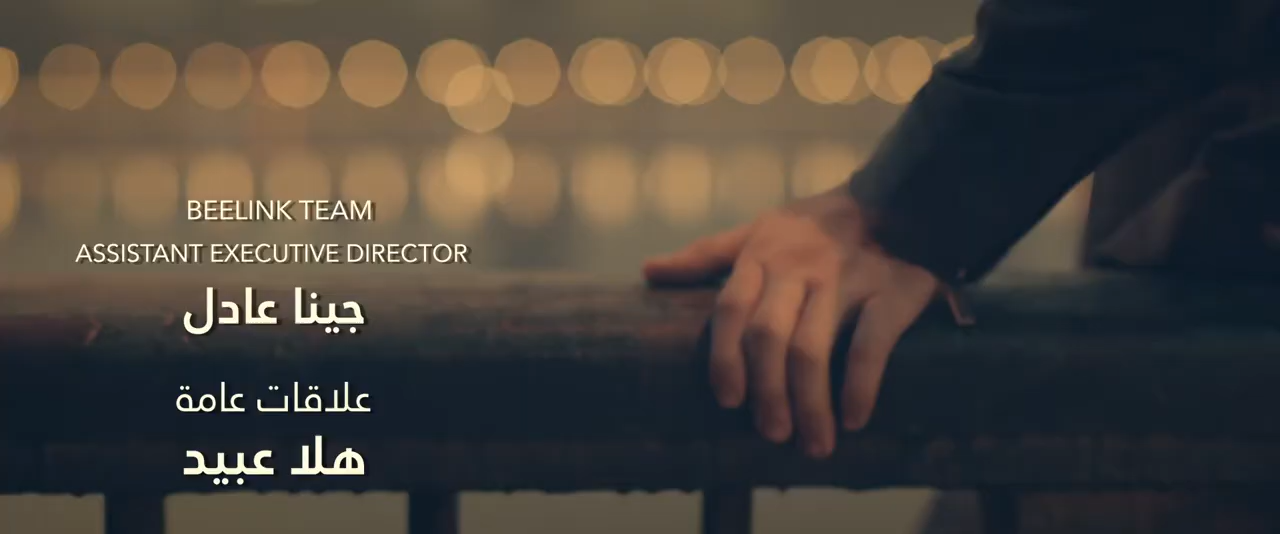 BEELINK TEAM
ASSISTANT EXECUTIVE DIRECTOR
جينا عادل
علاقات عامة
هلا عبيد